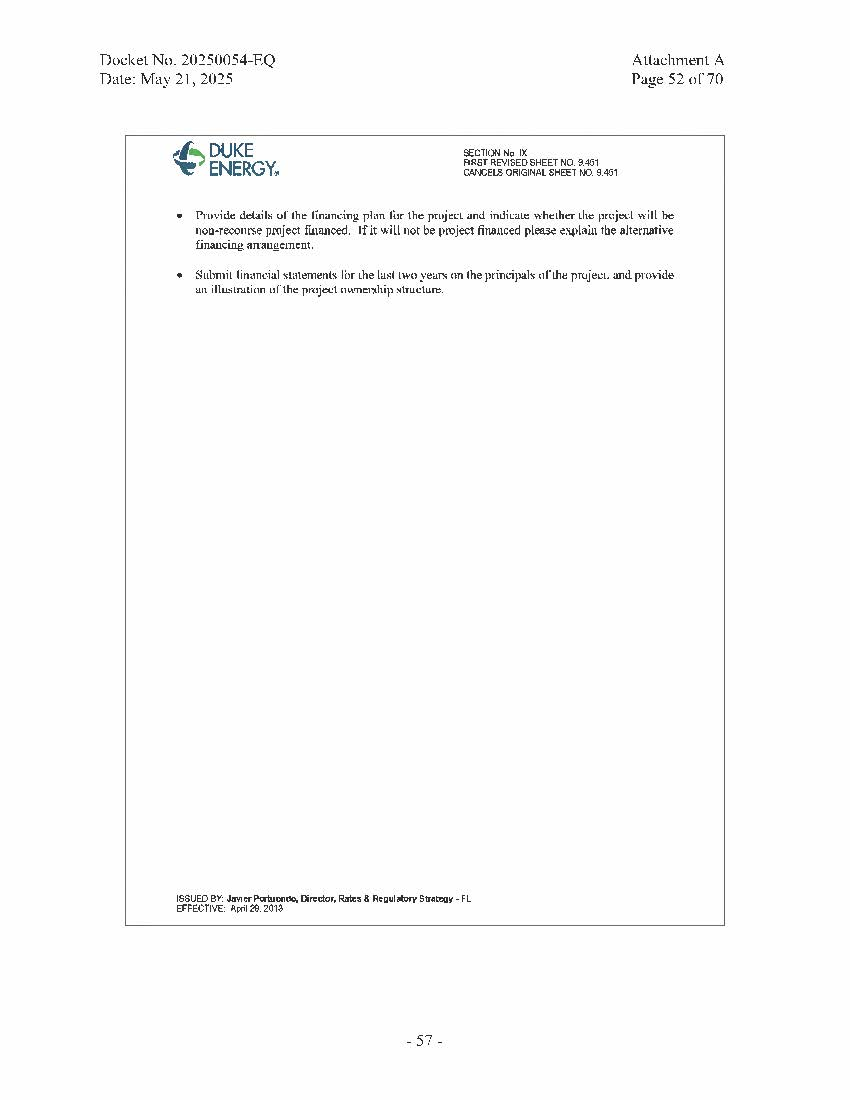 Docket No. 20250054-EQ
Date: May 21, 2025
Attachment A
Page 52 of 70
DUKE
ENERGY.
SECTION No. IX
FIRST REVISED SHEET NO. 9.451
CANCELS ORIGINAL SHEET NO. 9.451
• Provide details of the financing plan for the project and indicate whether the project will be
non-recourse project financed. If it will not be project financed please explain the alternative
financing arrangement.
• Submit financial statements for the last two years on the principals of the project, and provide
an illustration of the project ownership structure.
ISSUED BY: Javier Portuondo, Director, Rates & Regulatory Strategy - FL
EFFECTIVE: April 29, 2013
- 57 -